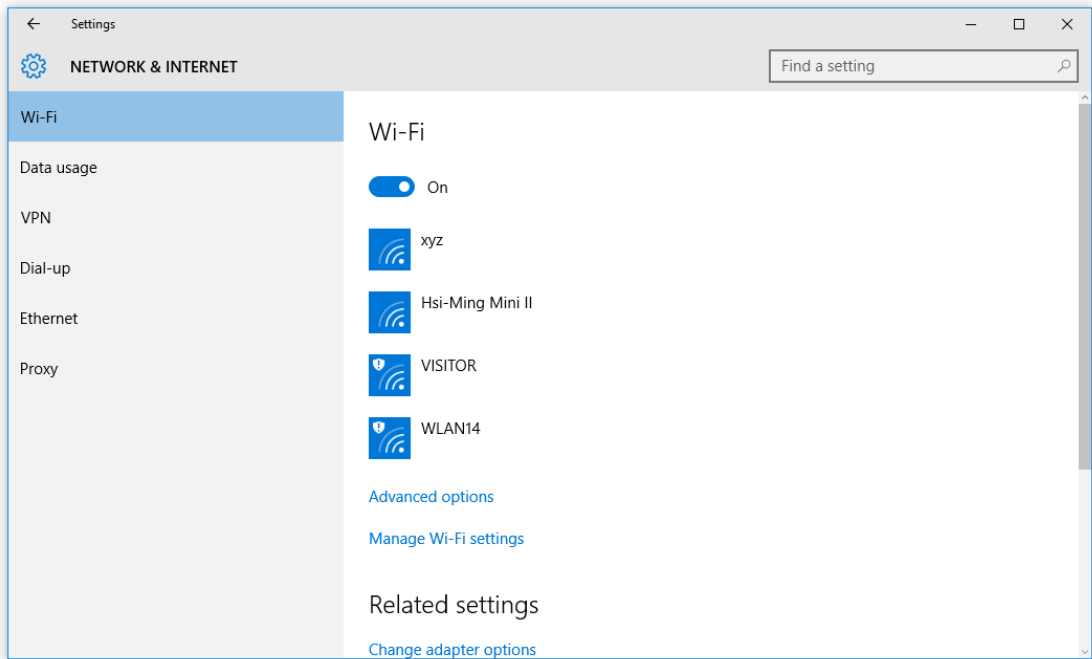 Settings
NETWORK & INTERNET
Find a setting
Wi-Fi
Data usage
VPN
Dial-up
Ethernet
Proxy
Wi-Fi
On
xyz
Hsi-Ming Mini II
VISITOR
WLAN14
Advanced options
Manage Wi-Fi settings
Related settings
Change adapter options